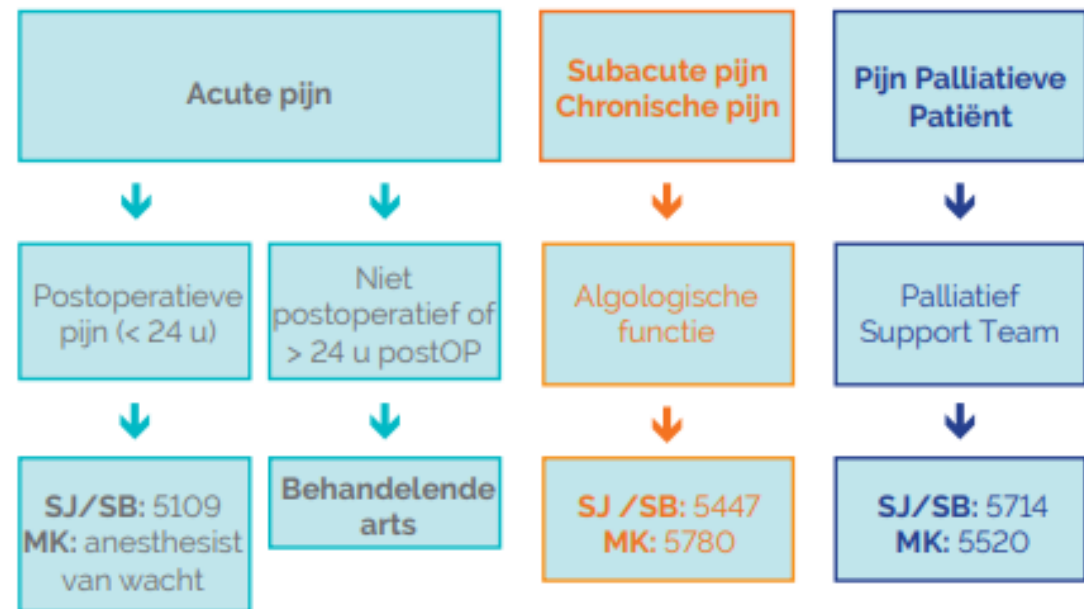 Acute pijn
Subacute pijn
Chronische pijn
Pijn Palliatieve
Patiënt
Postoperatieve
pijn (< 24 u)
Niet
postoperatief of
> 24 u postOP
Algologische
functie
Palliatief
Support Team
SJ/SB: 5109
MK: anesthesist
van wacht
Behandelende
arts
SJ /SB: 5447
MK: 5780
SJ/SB: 5714
MK: 5520